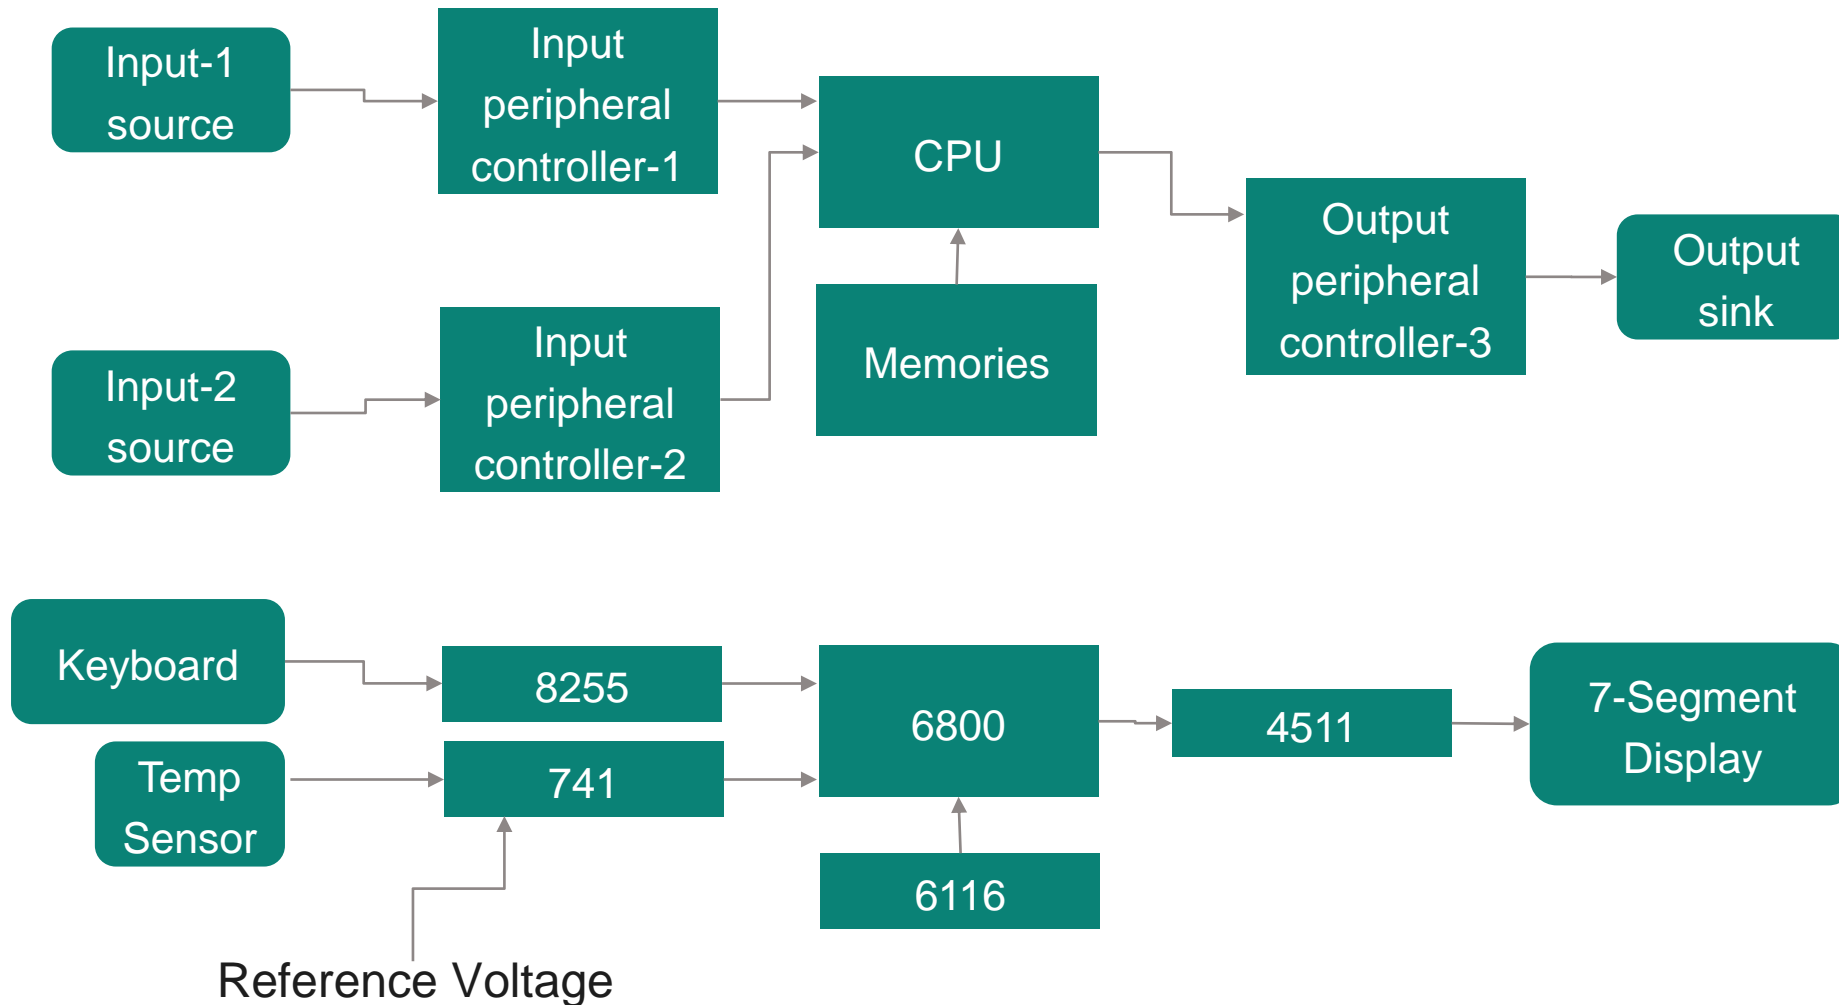 Input-1
source
Input
peripheral
controller-1
CPU
Output
peripheral
controller-3
Output
sink
Input-2
source
Input
peripheral
controller-2
Memories
Keyboard
8255
6800
4511
7-Segment
Display
Temp
Sensor
741
6116
Reference Voltage